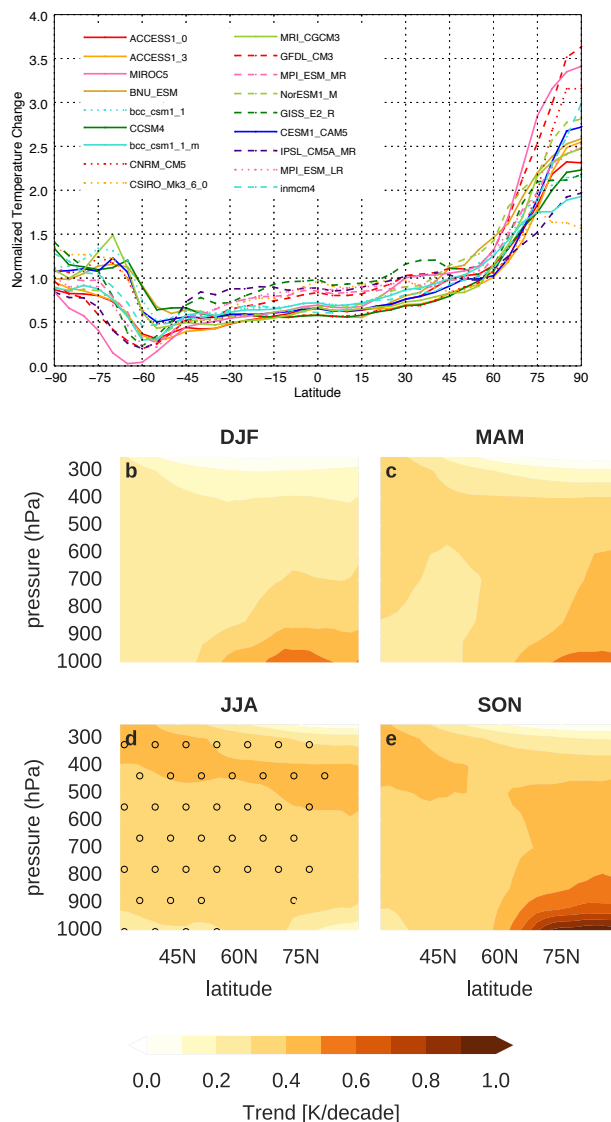 4.0
3.5
3.0
2.5
2.0
1.5
1.0
0.5
0.0
Normalized Temperature Change
ACCESS1_0
ACCESS1_3
MIROC5
BNU_ESM
bcc_csm1_1
CCSM4
bcc_csm1_1_m
CNRM_CM5
CSIRO_Mk3_6_0
MRI_CGCM3
GFDL_CM3
MPI_ESM_MR
NorESM1_M
GISS_E2_R
CESM1_CAM5
IPSL_CM5A_MR
MPI_ESM_LR
inmcm4
−90 −75 −60 −45 −30 −15 0 15 30 45 60 75 90
Latitude
DJF
MAM
b
c
300
400
500
600
700
800
900
1000
pressure (hPa)
JJA
SON
d
e
300
400
500
600
700
800
900
1000
pressure (hPa)
45N 60N 75N
45N 60N 75N
latitude
latitude
0.0 0.2 0.4 0.6 0.8 1.0
Trend [K/decade]